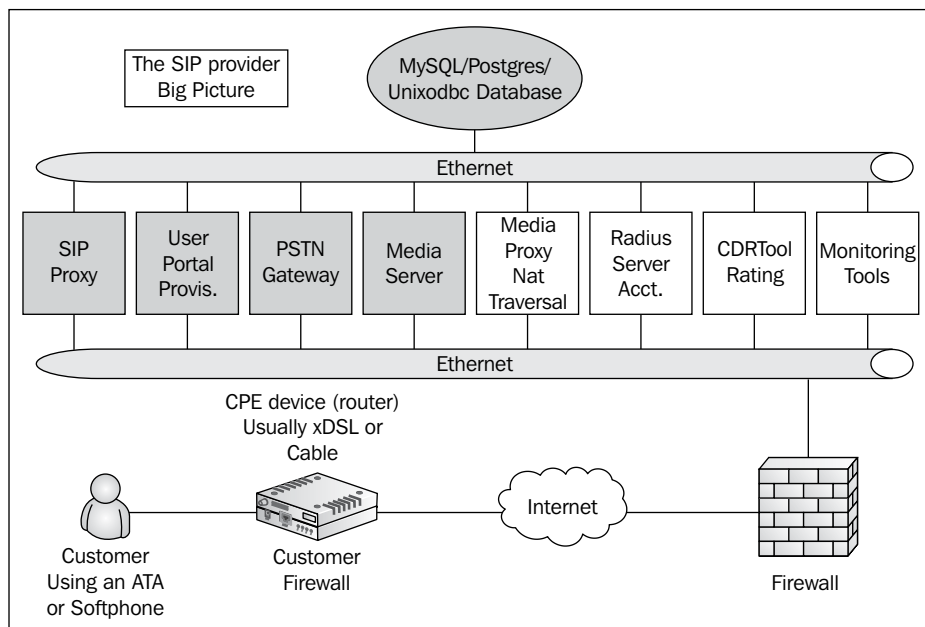 The SIP provider
Big Picture
MySQL/Postgres/
Unixodbc Database
Ethernet
SIP
Proxy
User
Portal
Provis.
PSTN
Gateway
Media
Server
Media
Proxy
Nat
Traversal
Radius
Server
Acct.
CDRTool
Rating
Monitoring
Tools
Ethernet
CPE device (router)
Usually xDSL or
Cable
Internet
Customer
Using an ATA
or Softphone
Customer
Firewall
Firewall